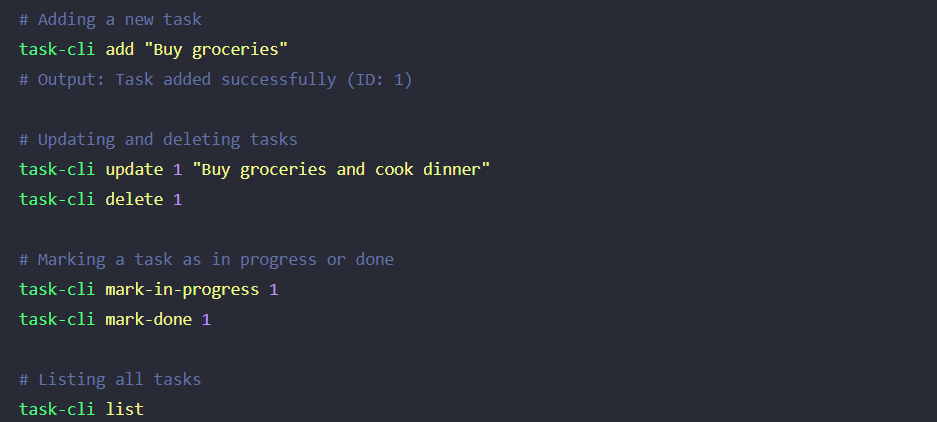 # Adding a new task
task-cli add "Buy groceries"
# Output: Task added successfully (ID: 1)
# Updating and deleting tasks
task-cli update 1 "Buy groceries and cook dinner"
task-cli delete 1
# Marking a task as in progress or done
task-cli mark-in-progress 1
task-cli mark-done 1
# Listing all tasks
task-cli list